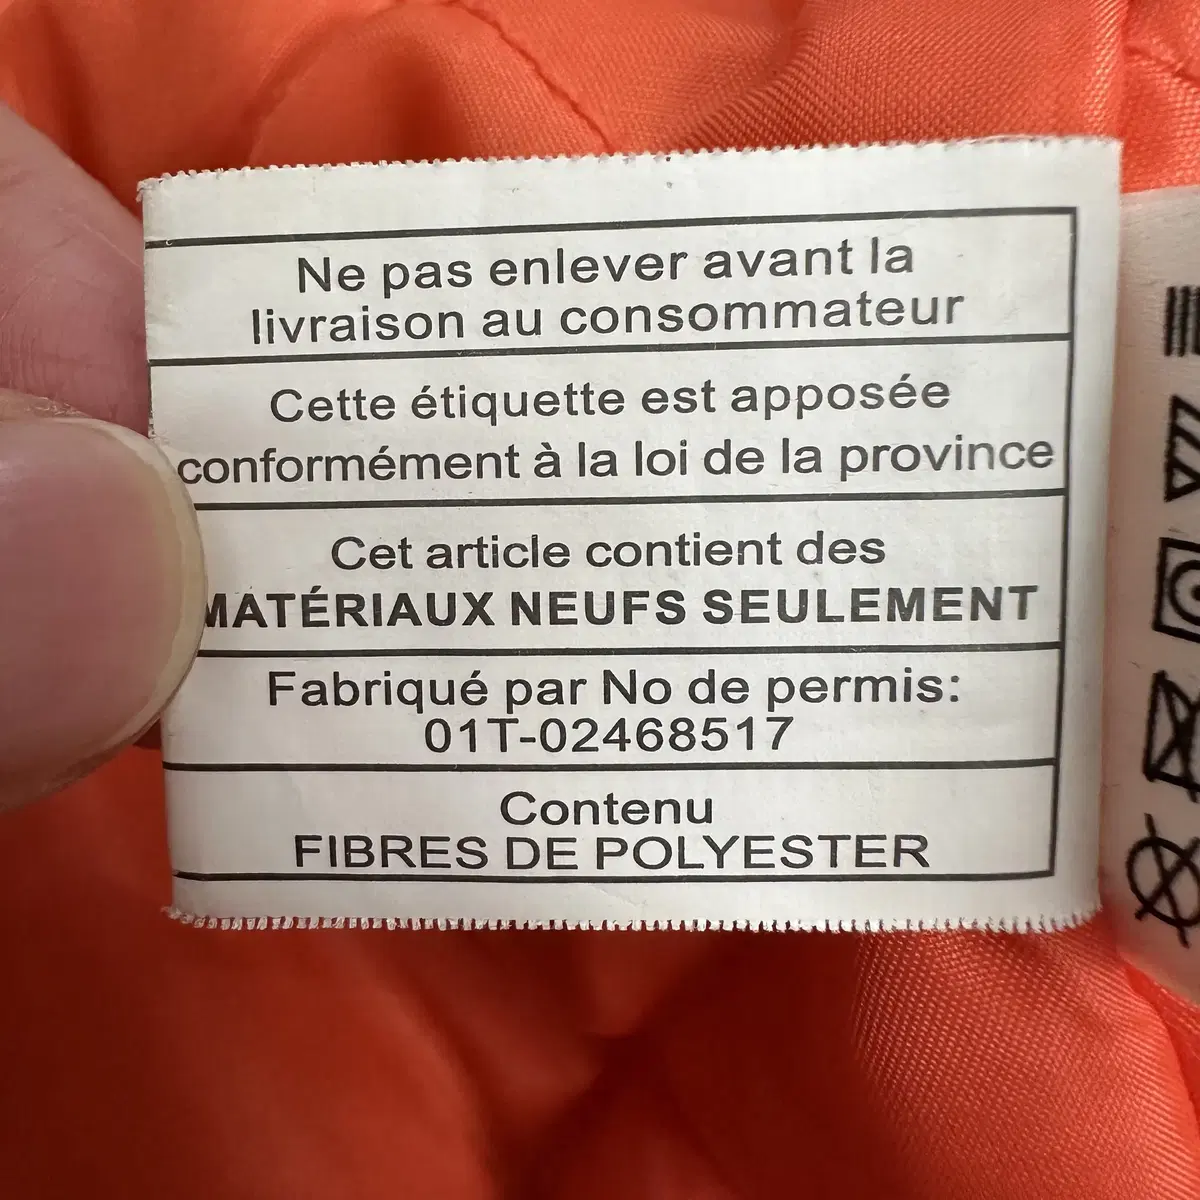 Ne pas enlever avant la
livraison au consommateur
Cette étiquette est apposée
conformément à la loi de la province
Cet article contient des
MATÉRIAUX NEUFS SEULEMENT
Fabriqué par No de permis:
01T-02468517
Contenu
FIBRES DE POLYESTER